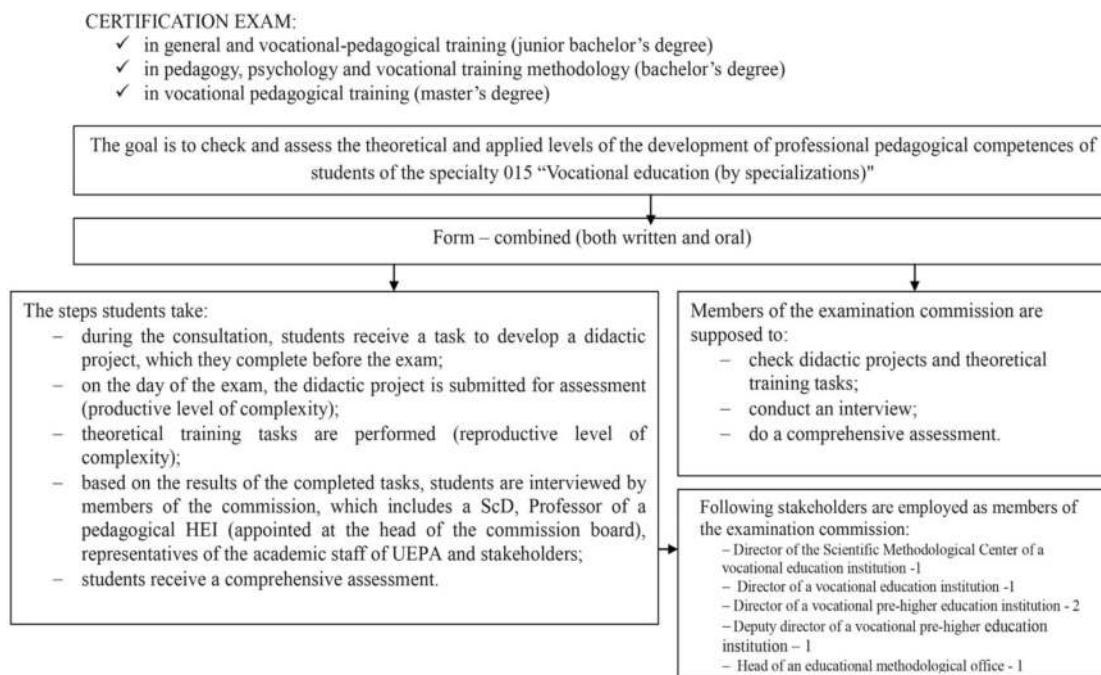 CERTIFICATION EXAM:
✓ in general and vocational-pedagogical training (junior bachelor’s degree)
✓ in pedagogy, psychology and vocational training methodology (bachelor’s degree)
✓ in vocational pedagogical training (master’s degree)
The goal is to check and assess the theoretical and applied levels of the development of professional pedagogical competences of
students of the specialty 015 “Vocational education (by specializations)"
Form – combined (both written and oral)
The steps students take:
– during the consultation, students receive a task to develop a didactic
project, which they complete before the exam;
– on the day of the exam, the didactic project is submitted for assessment
(productive level of complexity);
– theoretical training tasks are performed (reproductive level of
complexity);
– based on the results of the completed tasks, students are interviewed by
members of the commission, which includes a ScD, Professor of a
pedagogical HEI (appointed at the head of the commission board),
representatives of the academic staff of UEPA and stakeholders;
– students receive a comprehensive assessment.
Members of the examination commission are
supposed to:
– check didactic projects and theoretical
training tasks;
– conduct an interview;
– do a comprehensive assessment.
Following stakeholders are employed as members of
the examination commission:
– Director of the Scientific Methodological Center of a
vocational education institution -1
– Director of a vocational education institution -1
– Director of a vocational pre-higher education institution - 2
– Deputy director of a vocational pre-higher education
institution – 1
– Head of an educational methodological office - 1